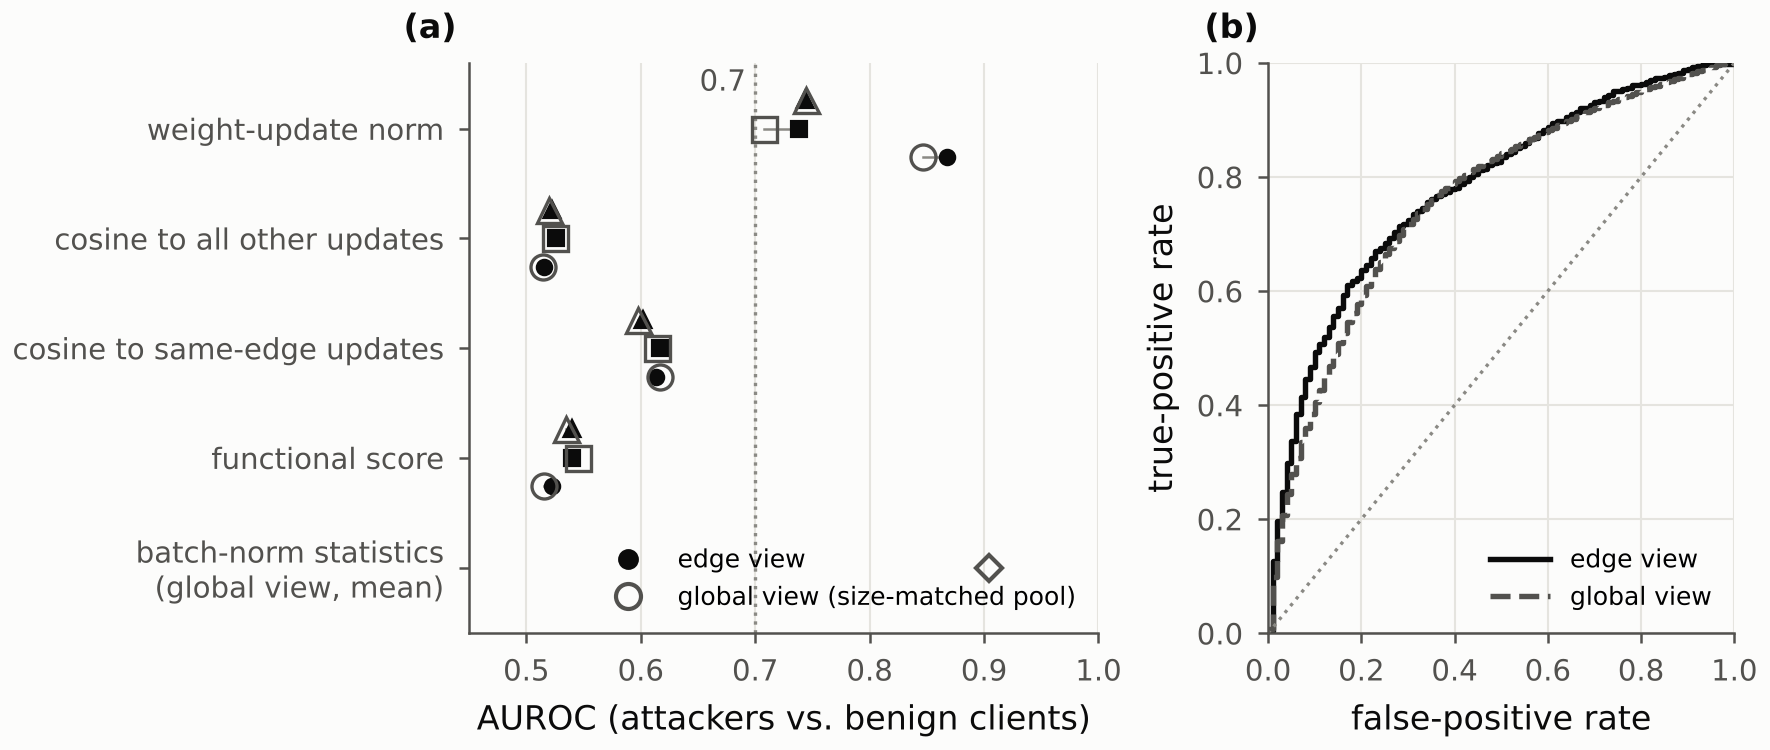 (a)
0.7
weight-update norm
cosine to all other updates
cosine to same-edge updates
functional score
batch-norm statistics
(global view, mean)
edge view
global view (size-matched pool)
0.5 0.6 0.7 0.8 0.9 1.0
AUROC (attackers vs. benign clients)
(b)
true-positive rate
1.0
0.8
0.6
0.4
0.2
0.0
edge view
global view
0.0 0.2 0.4 0.6 0.8 1.0
false-positive rate